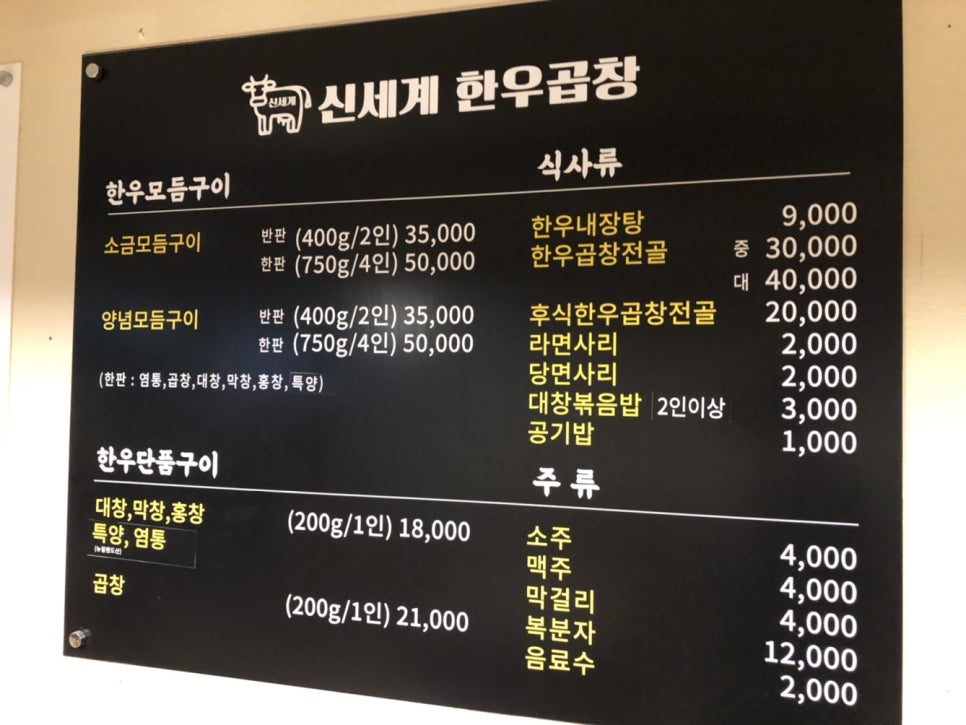 신세계
신세계 한우곱창
한우모듬구이
소금모듬구이 반판 (400g/2인) 35,000
한판 (750g/4인) 50,000
양념모듬구이 반판 (400g/2인) 35,000
한판 (750g/4인) 50,000
(한판 : 염통,곱창,대창,막창,홍창,특양)
한우단품구이
대창,막창,홍창 (200g/1인) 18,000
특양, 염통
(뉴질랜드산)
곱창 (200g/1인) 21,000
식사류
한우내장탕 9,000
한우곱창전골 중 30,000
대 40,000
후식한우곱창전골 20,000
라면사리 2,000
당면사리 2,000
대창볶음밥 2인이상 3,000
공기밥 1,000
주 류
소주 4,000
맥주 4,000
막걸리 4,000
복분자 12,000
음료수 2,000